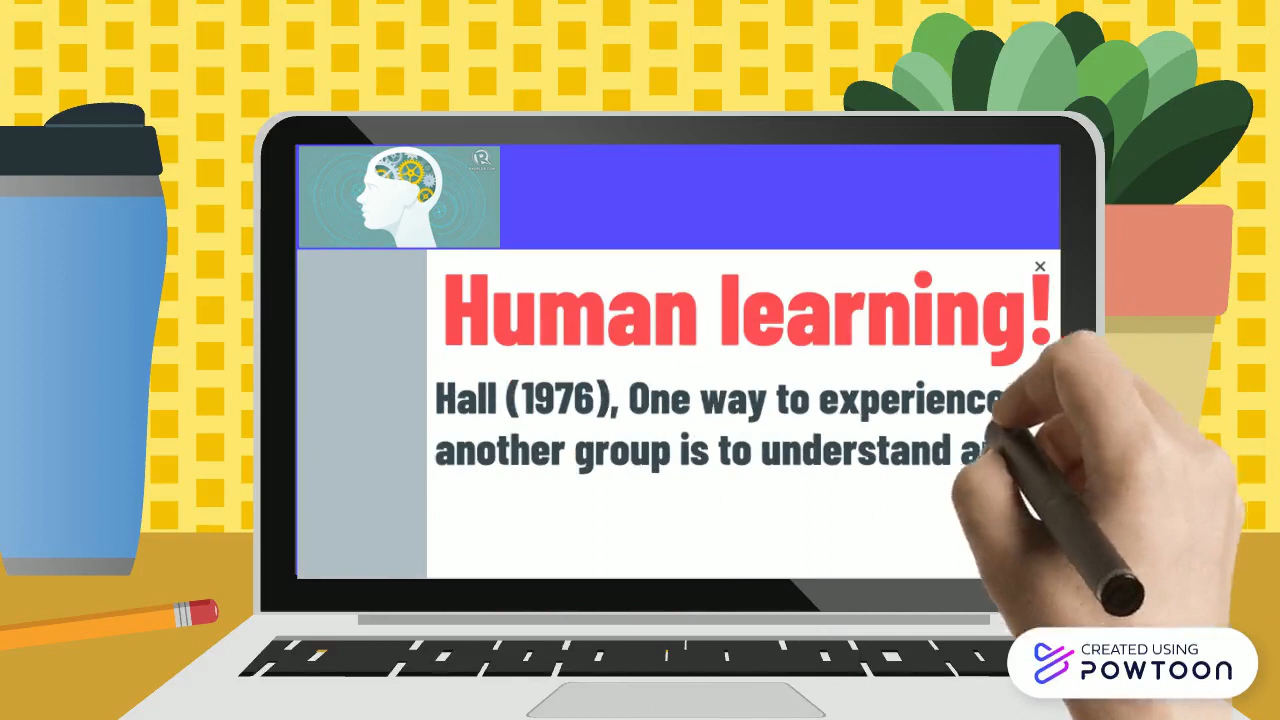 Human learning!
Hall (1976), One way to experience
another group is to understand
CREATED USING
POWTOON